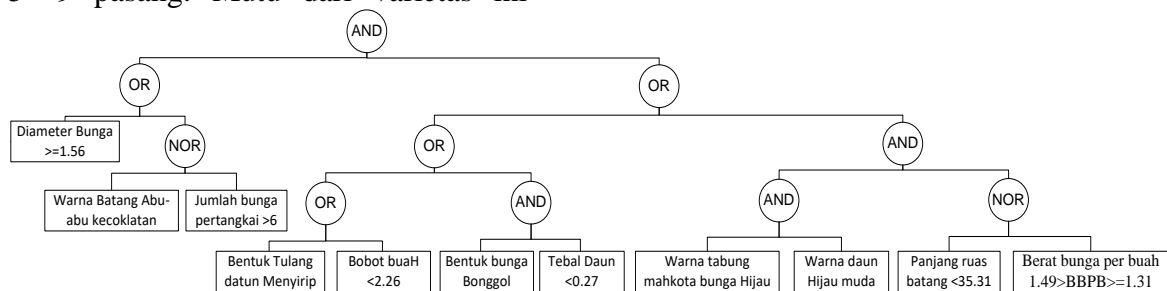 5 – 9 pasang. Mutu dari varietas ini
AND
OR
OR
Diameter Bunga
>=1.56
NOR
OR
AND
Warna Batang Abu-
abu kecoklatan
Jumlah bunga
pertangkai >6
OR
AND
AND
NOR
Bentuk Tulang
datun Menyirip
Bobot buaH
<2.26
Bentuk bunga
Bonggol
Tebal Daun
<0.27
Warna tabung
mahkota bunga Hijau
Warna daun
Hijau muda
Panjang ruas
batang <35.31
Berat bunga per buah
1.49>BBPB>=1.31